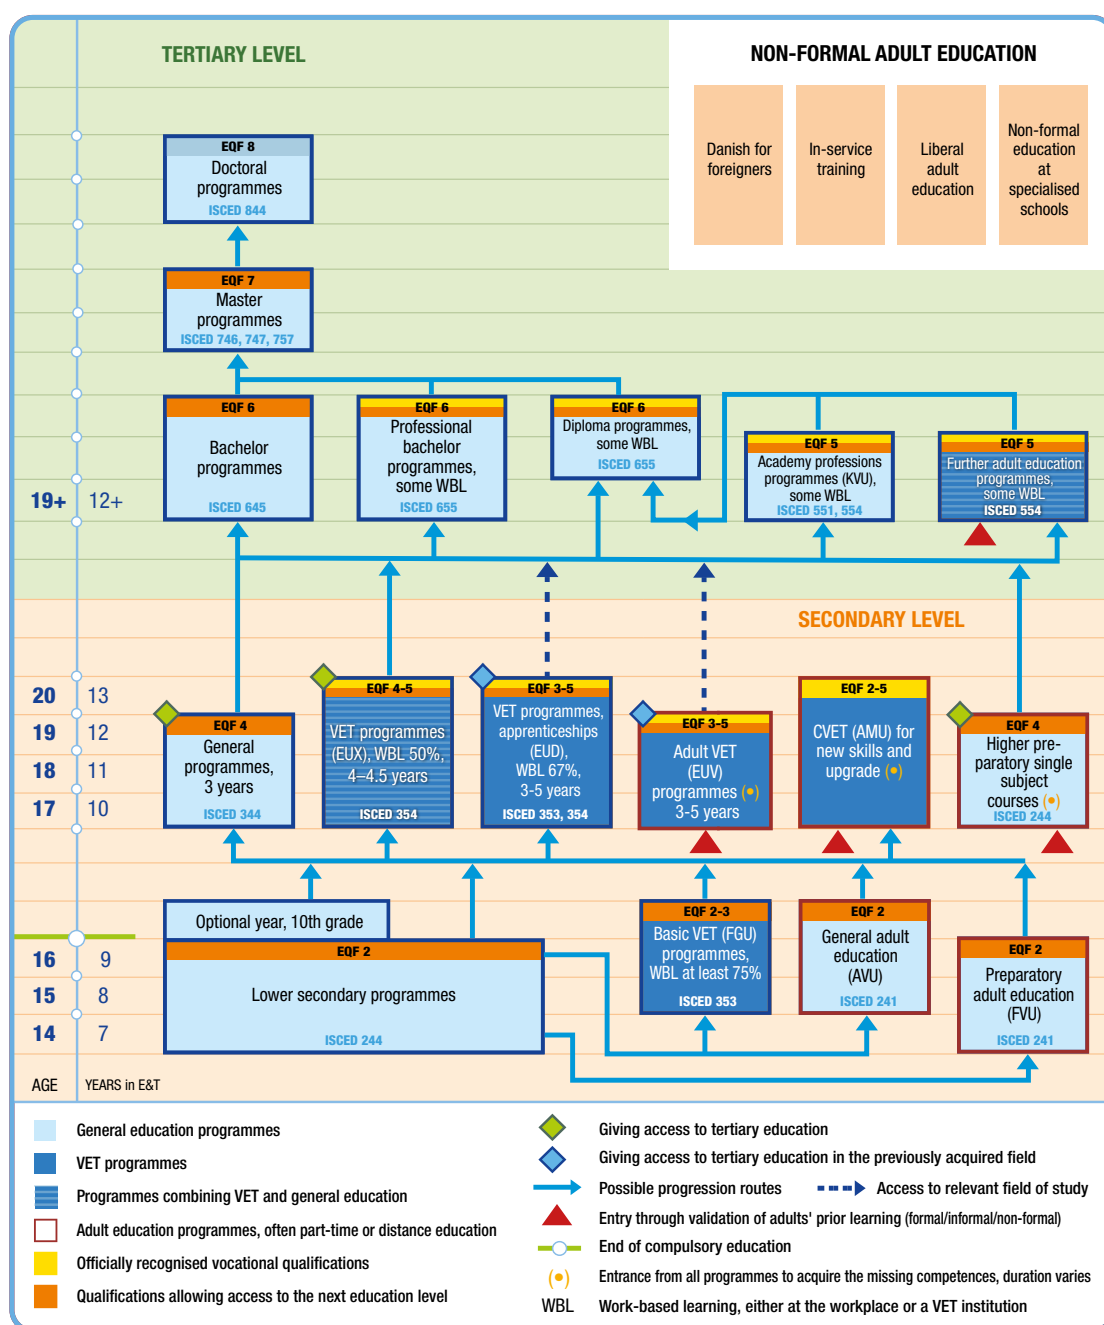 TERTIARY LEVEL
NON-FORMAL ADULT EDUCATION
Danish for
foreigners
In-service
training
Liberal
adult
education
Non-formal
education
at
specialised
schools
EQF 8
Doctoral
programmes
ISCED 844
EQF 7
Master
programmes
ISCED 746, 747, 757
EQF 6
Bachelor
programmes
ISCED 645
EQF 6
Professional
bachelor
programmes,
some WBL
ISCED 655
EQF 6
Diploma programmes,
some WBL
ISCED 655
EQF 5
Academy professions
programmes (KVU),
some WBL
ISCED 551, 554
EQF 5
Further adult education
programmes,
some WBL
ISCED 554
19+ 12+
SECONDARY LEVEL
20 13
19 12
18 11
17 10
EQF 4
General
programmes,
3 years
ISCED 344
EQF 4-5
VET programmes
(EUX), WBL 50%,
4–4.5 years
ISCED 354
EQF 3-5
VET programmes,
apprenticeships
(EUD),
WBL 67%,
3-5 years
ISCED 353, 354
EQF 3-5
Adult VET
(EUV)
programmes (•)
3-5 years
EQF 2-5
CVET (AMU) for
new skills and
upgrade (•)
EQF 4
Higher pre-
paratory single
subject
courses (•)
ISCED 244
Optional year, 10th grade
EQF 2
Lower secondary programmes
ISCED 244
EQF 2-3
Basic VET (FGU)
programmes,
WBL at least 75%
ISCED 353
EQF 2
General adult
education
(AVU)
ISCED 241
EQF 2
Preparatory
adult education
(FVU)
ISCED 241
16 9
15 8
14 7
AGE YEARS in E&T
General education programmes
VET programmes
Programmes combining VET and general education
Adult education programmes, often part-time or distance education
Officially recognised vocational qualifications
Qualifications allowing access to the next education level
Giving access to tertiary education
Giving access to tertiary education in the previously acquired field
Possible progression routes
Access to relevant field of study
Entry through validation of adults' prior learning (formal/informal/non-formal)
End of compulsory education
(•) Entrance from all programmes to acquire the missing competences, duration varies
WBL Work-based learning, either at the workplace or a VET institution